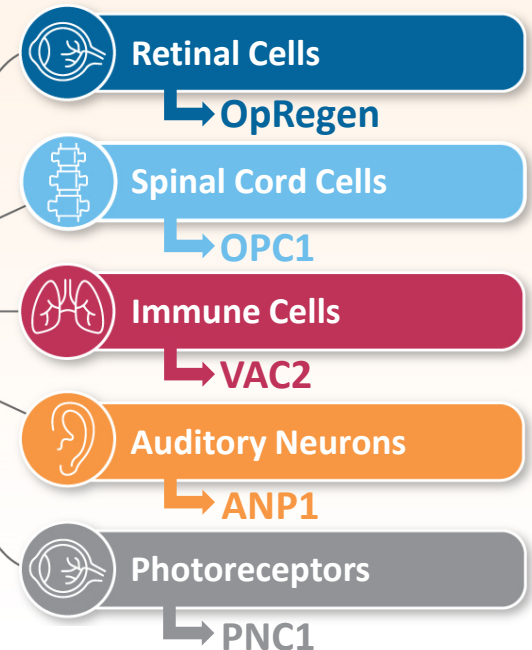 Retinal Cells
OpRegen
Spinal Cord Cells
OPC1
Immune Cells
VAC2
Auditory Neurons
ANP1
Photoreceptors
PNC1